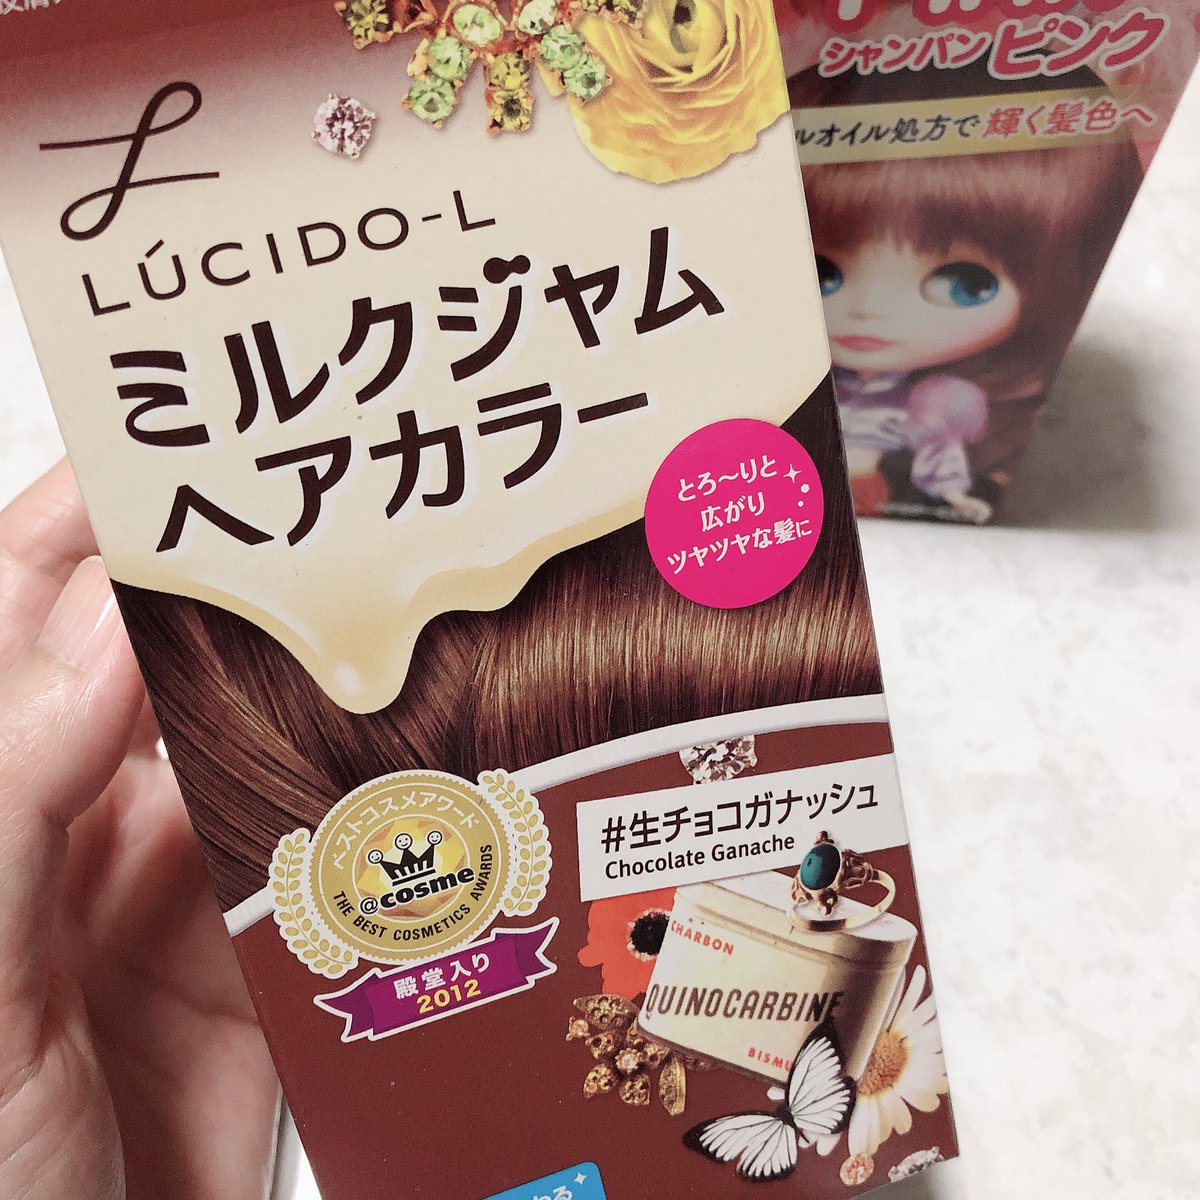 LÚCIDO-L
ミルクジャム
ヘアカラー
とろ〜りと
広がり
ツヤツヤな髪に
ベストコスメアワード
@cosme
THE BEST COSMETICS AWARDS
殿堂入り
2012
#生チョコガナッシュ
Chocolate Ganache
CHARBON
QUINOCARBINE
シャンパンピンク
ルオイル処方で 輝く髪色へ